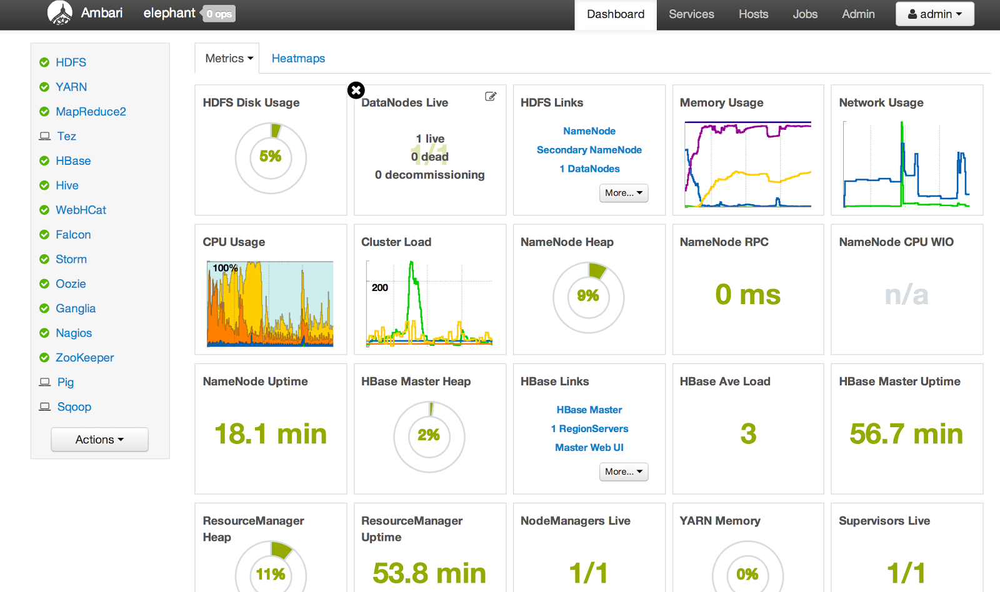 Ambari
elephant
0 ops
Dashboard
Services
Hosts
Jobs
Admin
admin
HDFS
YARN
MapReduce2
Tez
HBase
Hive
WebHCat
Falcon
Storm
Oozie
Ganglia
Nagios
ZooKeeper
Pig
Sqoop
Actions
Metrics
Heatmaps
HDFS Disk Usage
5%
DataNodes Live
1/1
1 live
0 dead
0 decommissioning
HDFS Links
NameNode
Secondary NameNode
1 DataNodes
More...
Memory Usage
Network Usage
CPU Usage
100%
Cluster Load
200
NameNode Heap
9%
NameNode RPC
0 ms
NameNode CPU WIO
n/a
NameNode Uptime
18.1 min
HBase Master Heap
2%
HBase Links
HBase Master
1 RegionServers
Master Web UI
More...
HBase Ave Load
3
HBase Master Uptime
56.7 min
ResourceManager
Heap
11%
ResourceManager
Uptime
53.8 min
NodeManagers Live
1/1
YARN Memory
0%
Supervisors Live
1/1